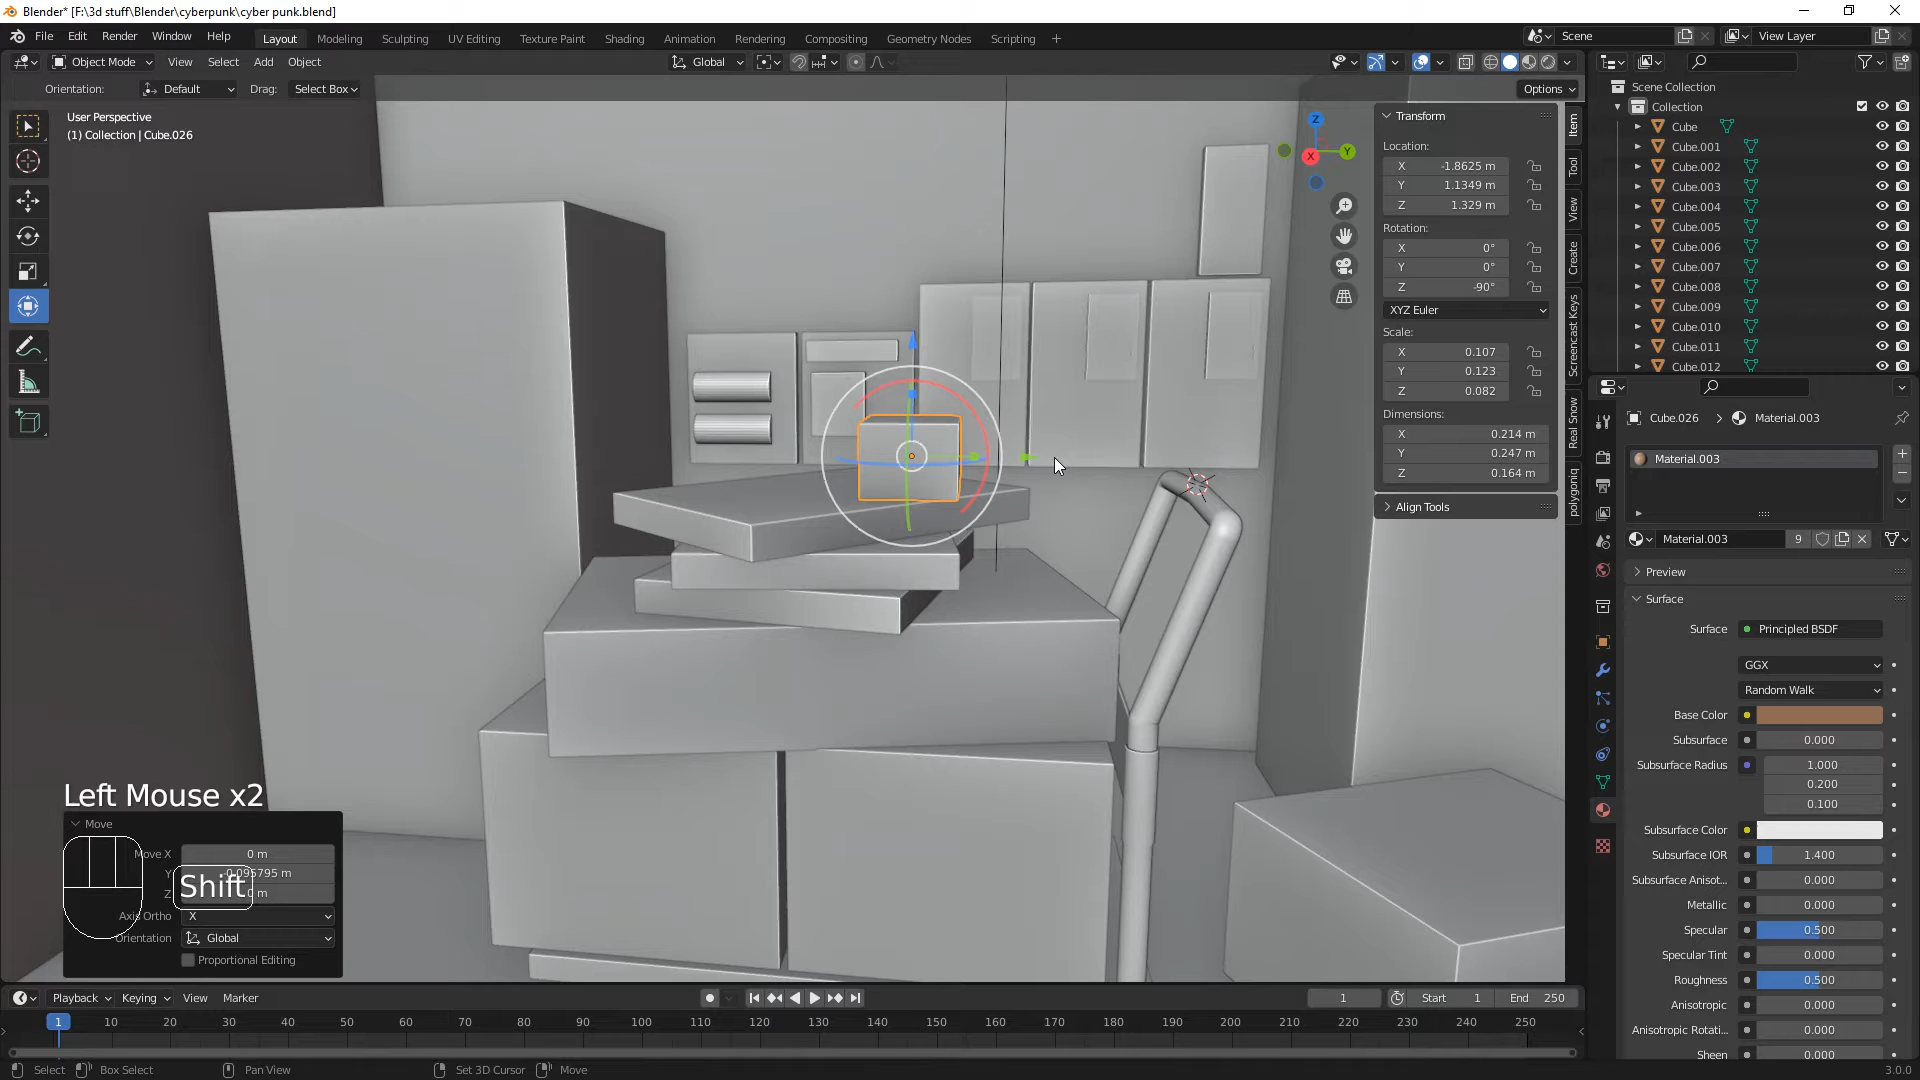 Blender* [F:\3d stuff\Blender\cyberpunk\cyber punk.blend]
File Edit Render Window Help
Layout Modeling Sculpting UV Editing Texture Paint Shading Animation Rendering Compositing Geometry Nodes Scripting +
Scene
View Layer
Object Mode View Select Add Object
Global
Orientation: Default Drag: Select Box
Options
User Perspective
(1) Collection | Cube.026
Z
Y
X
Transform
Location:
X -1.8625 m
Y 1.1349 m
Z 1.329 m
Rotation:
X 0°
Y 0°
Z -90°
XYZ Euler
Scale:
X 0.107
Y 0.123
Z 0.082
Dimensions:
X 0.214 m
Y 0.247 m
Z 0.164 m
Align Tools
Item
Tool
View
Create
Screencast Keys
Real Snow
polygoniq
Scene Collection
Collection
Cube
Cube.001
Cube.002
Cube.003
Cube.004
Cube.005
Cube.006
Cube.007
Cube.008
Cube.009
Cube.010
Cube.011
Cube.012
Cube.026 > Material.003
Material.003
Material.003 9
Preview
Surface
Surface Principled BSDF
GGX
Random Walk
Base Color
Subsurface 0.000
Subsurface Radius 1.000
0.200
0.100
Subsurface Color
Subsurface IOR 1.400
Subsurface Anisot... 0.000
Metallic 0.000
Specular 0.500
Specular Tint 0.000
Roughness 0.500
Anisotropic 0.000
Anisotropic Rotati... 0.000
Sheen 0.000
Left Mouse x2
Move
Move X 0 m
Y -0.095795 m
Z 0 m
Shift
Axis Ortho X
Orientation Global
Proportional Editing
Playback Keying View Marker
1 Start 1 End 250
1 10 20 30 40 50 60 70 80 90 100 110 120 130 140 150 160 170 180 190 200 210 220 230 240 250
Select Box Select Pan View Set 3D Cursor Move 3.0.0